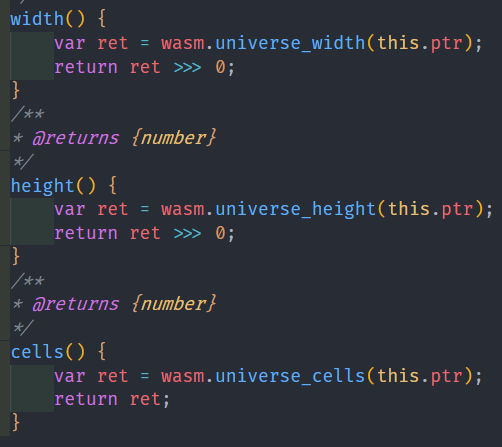 width() {
    var ret = wasm.universe_width(this.ptr);
    return ret >>> 0;
}
/**
* @returns {number}
*/
height() {
    var ret = wasm.universe_height(this.ptr);
    return ret >>> 0;
}
/**
* @returns {number}
*/
cells() {
    var ret = wasm.universe_cells(this.ptr);
    return ret;
}